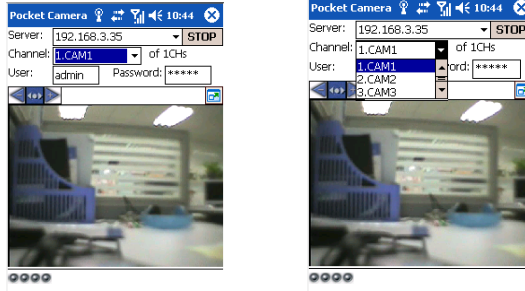 Pocket Camera 10:44
Server: 192.168.3.35 STOP
Channel: 1.CAM1 of 1CHs
User: admin Password: *****
Pocket Camera 10:44
Server: 192.168.3.35 STOP
Channel: 1.CAM1 of 1CHs
User: 1.CAM1 ord: *****
2.CAM2
3.CAM3